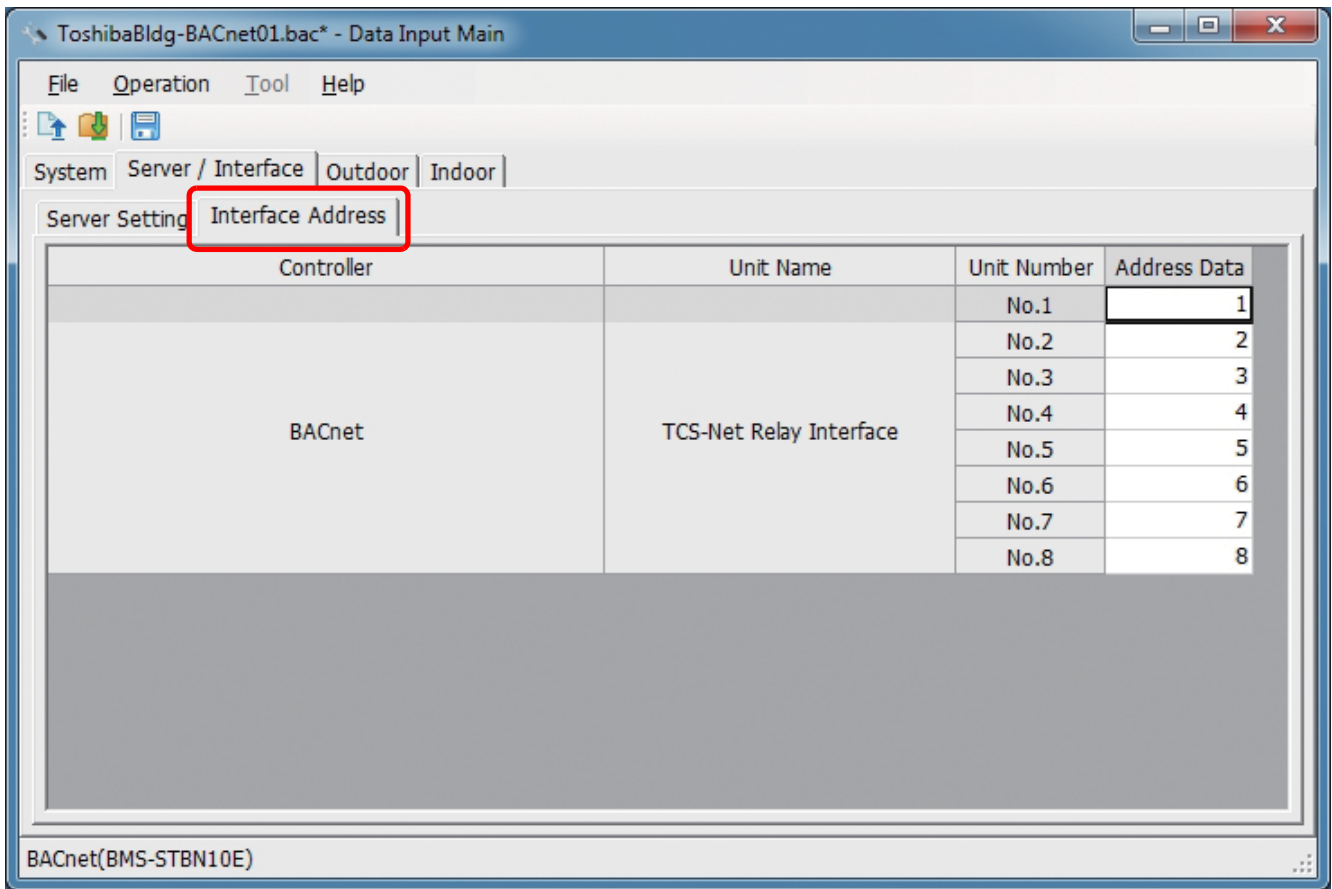 ToshibaBldg-BACnet01.bac* - Data Input Main
File Operation Tool Help
System Server / Interface Outdoor Indoor
Server Setting Interface Address
Controller Unit Name Unit Number Address Data
No.1 1
No.2 2
No.3 3
No.4 4
BACnet TCS-Net Relay Interface
No.5 5
No.6 6
No.7 7
No.8 8
BACnet(BMS-STBN10E)